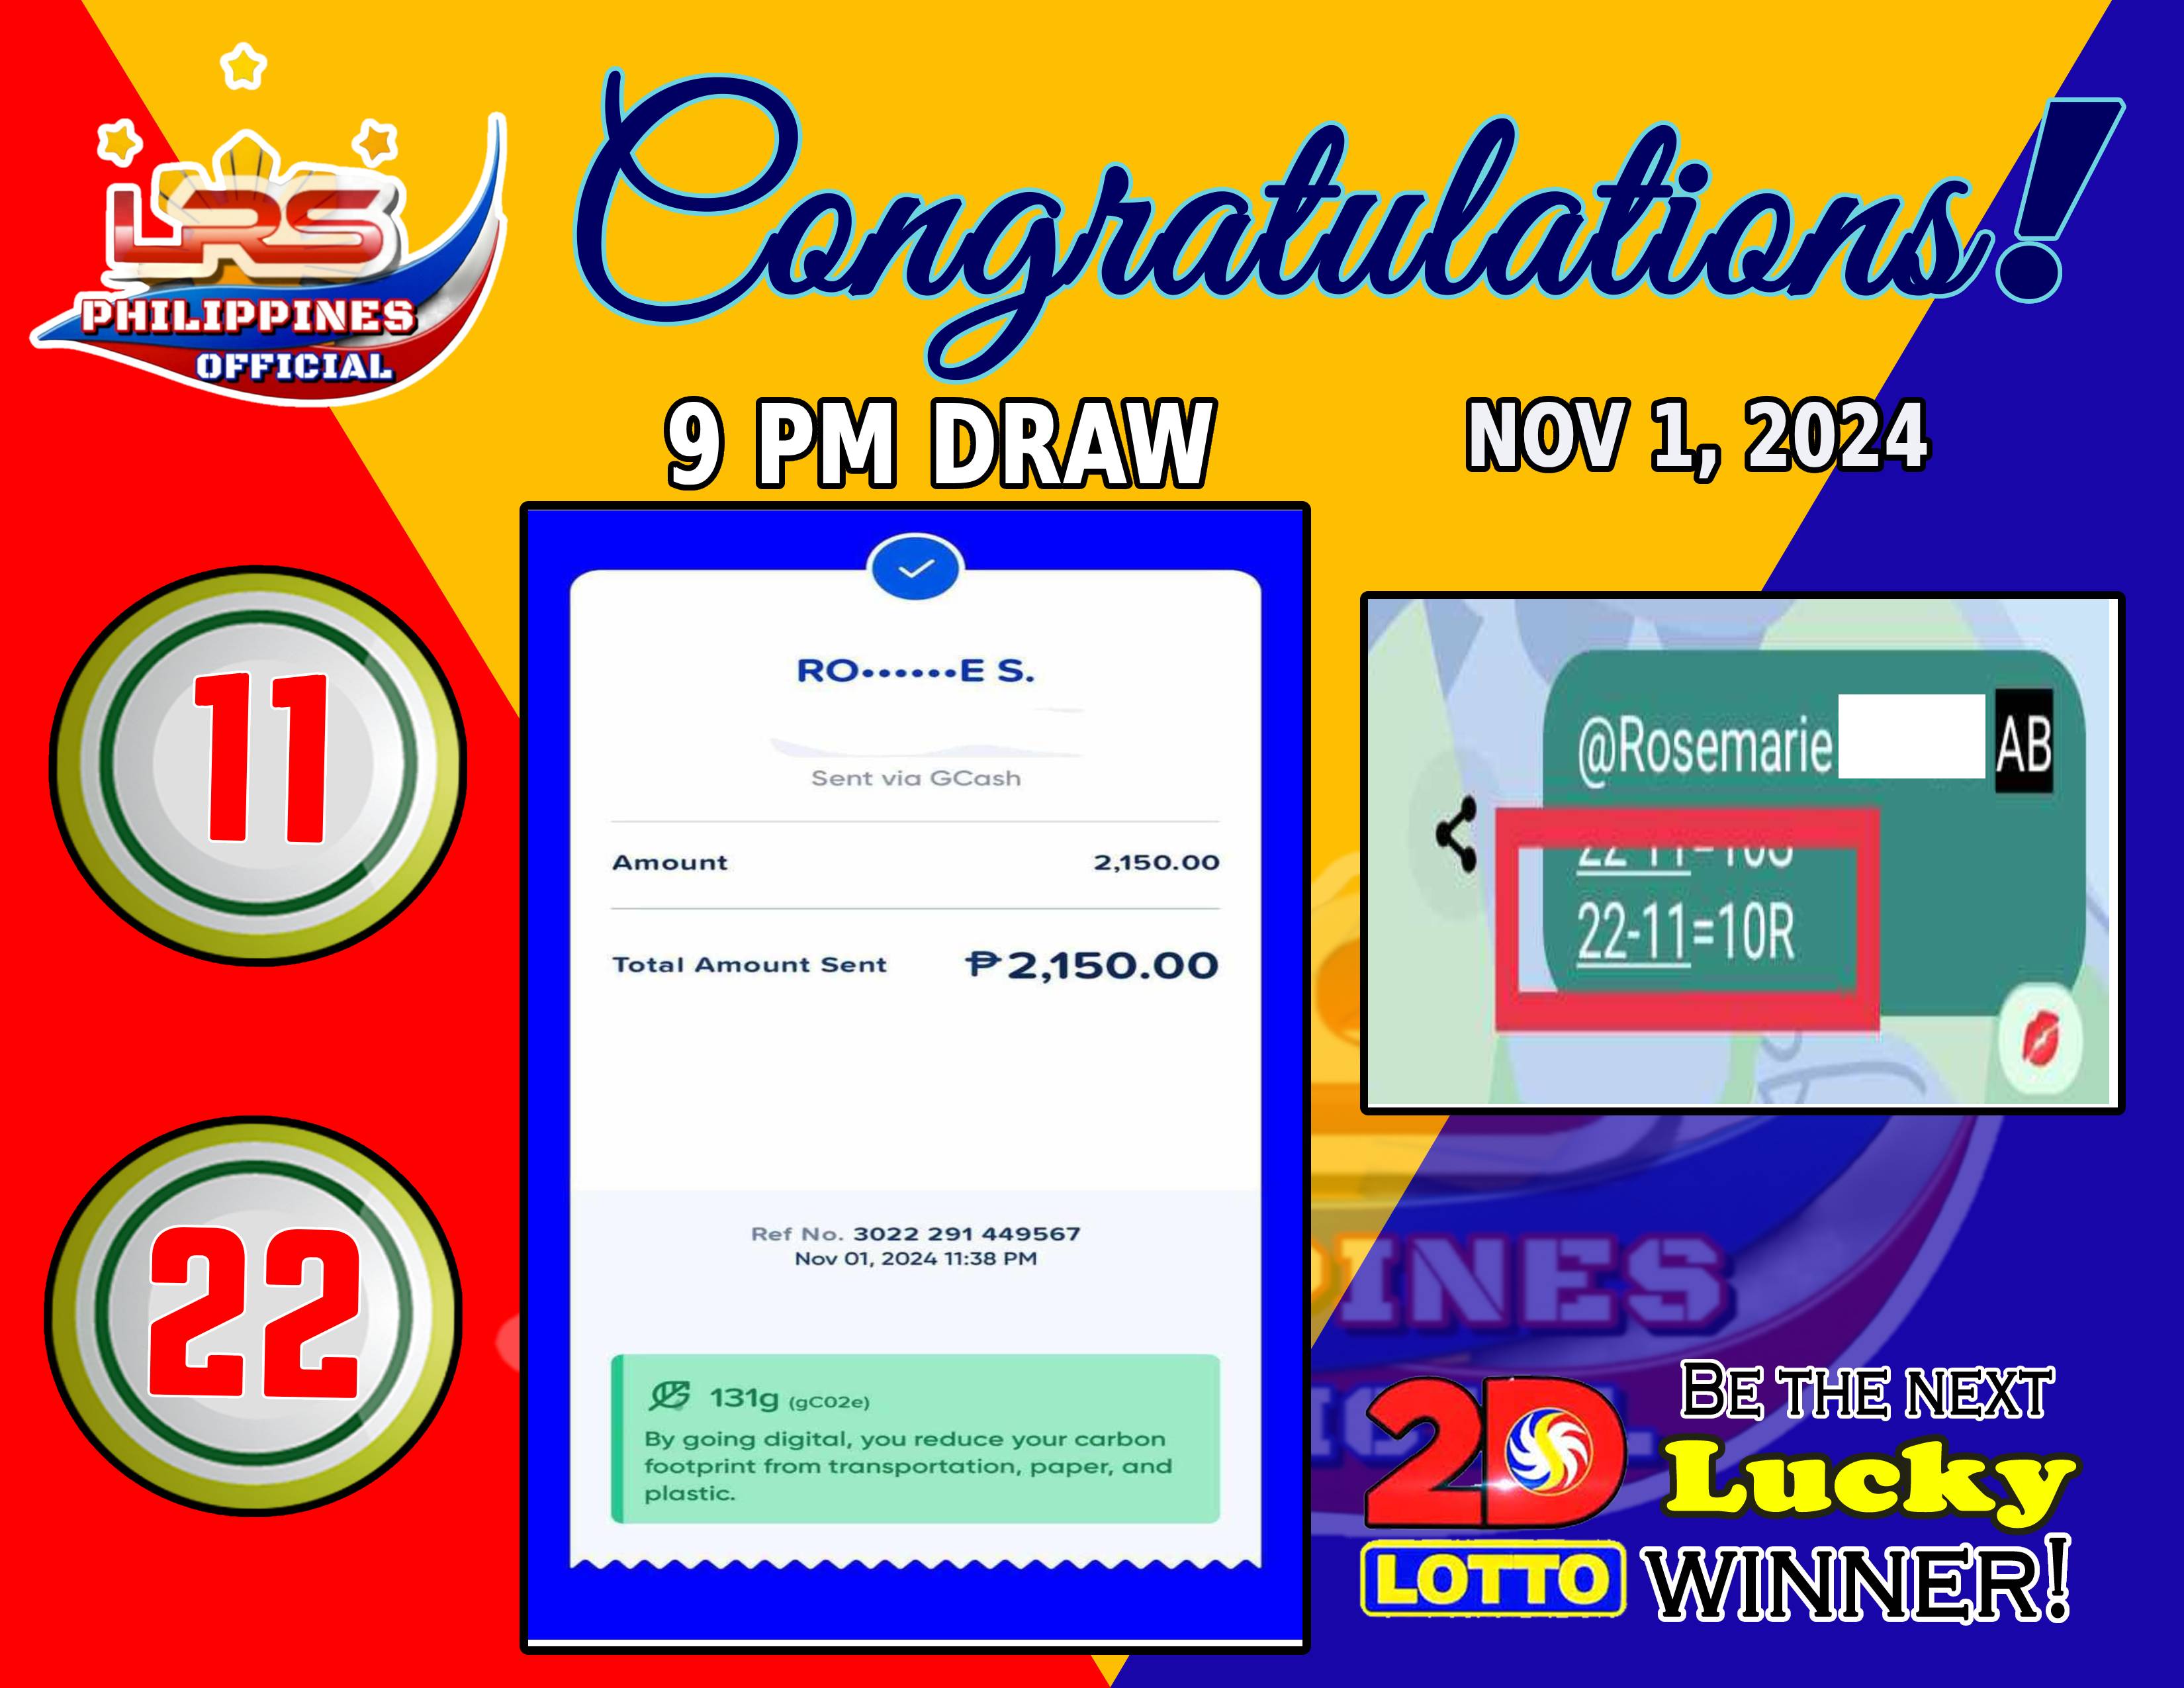 LRS
PHILIPPINES
OFFICIAL
Congratulations!
9 PM DRAW
NOV 1, 2024
11
22
RO••••••E S.
Sent via GCash
Amount 2,150.00
Total Amount Sent ₱2,150.00
Ref No. 3022 291 449567
Nov 01, 2024 11:38 PM
131g (gCO2e)
By going digital, you reduce your carbon
footprint from transportation, paper, and
plastic.
@Rosemarie AB
22-11=10S
22-11=10R
2D
LOTTO
BE THE NEXT
Lucky
WINNER!